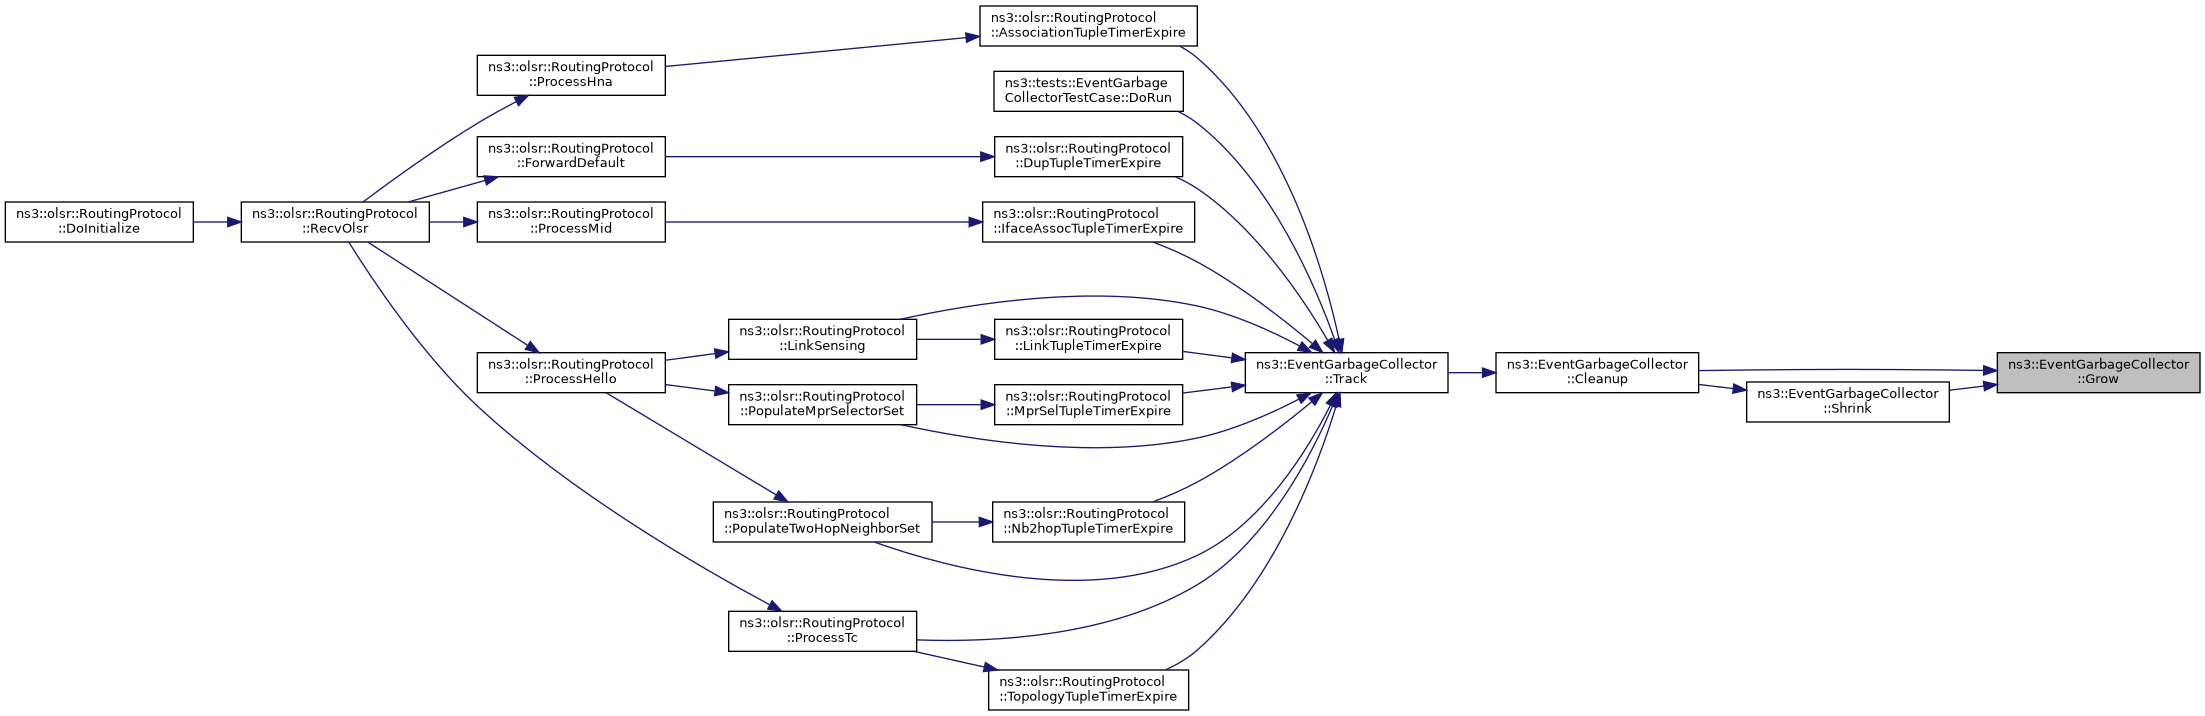 ns3::olsr::RoutingProtocol
::AssociationTupleTimerExpire
ns3::olsr::RoutingProtocol
::ProcessHna
ns3::tests::EventGarbage
CollectorTestCase::DoRun
ns3::olsr::RoutingProtocol
::ForwardDefault
ns3::olsr::RoutingProtocol
::DupTupleTimerExpire
ns3::olsr::RoutingProtocol
::DoInitialize
ns3::olsr::RoutingProtocol
::RecvOlsr
ns3::olsr::RoutingProtocol
::ProcessMid
ns3::olsr::RoutingProtocol
::IfaceAssocTupleTimerExpire
ns3::olsr::RoutingProtocol
::LinkSensing
ns3::olsr::RoutingProtocol
::LinkTupleTimerExpire
ns3::olsr::RoutingProtocol
::ProcessHello
ns3::EventGarbageCollector
::Track
ns3::EventGarbageCollector
::Cleanup
ns3::EventGarbageCollector
::Grow
ns3::EventGarbageCollector
::Shrink
ns3::olsr::RoutingProtocol
::PopulateMprSelectorSet
ns3::olsr::RoutingProtocol
::MprSelTupleTimerExpire
ns3::olsr::RoutingProtocol
::PopulateTwoHopNeighborSet
ns3::olsr::RoutingProtocol
::Nb2hopTupleTimerExpire
ns3::olsr::RoutingProtocol
::ProcessTc
ns3::olsr::RoutingProtocol
::TopologyTupleTimerExpire